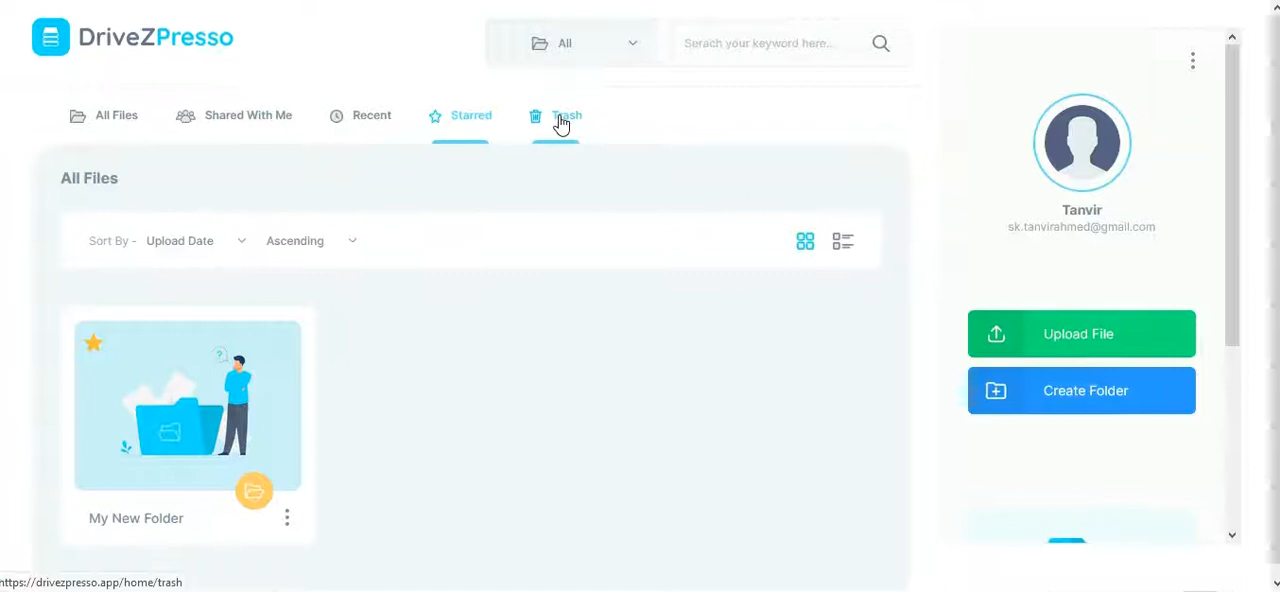 DriveZPresso
All
Serach your keyword here..
All Files
Shared With Me
Recent
Starred
Trash
All Files
Sort By -
Upload Date
Ascending
?
My New Folder
Tanvir
sk.tanvirahmed@gmail.com
Upload File
Create Folder
https://drivezpresso.app/home/trash